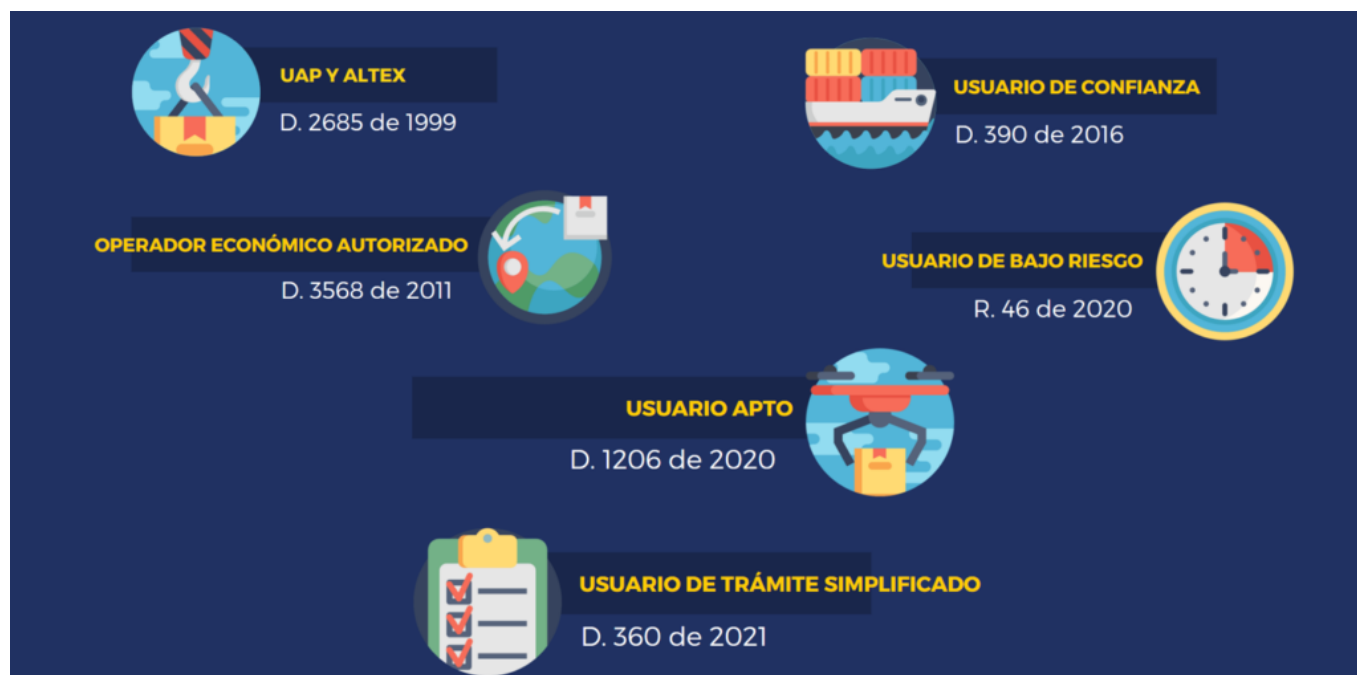 UAP Y ALTEX
D. 2685 de 1999
USUARIO DE CONFIANZA
D. 390 de 2016
OPERADOR ECONÓMICO AUTORIZADO
D. 3568 de 2011
USUARIO DE BAJO RIESGO
R. 46 de 2020
USUARIO APTO
D. 1206 de 2020
USUARIO DE TRÁMITE SIMPLIFICADO
D. 360 de 2021